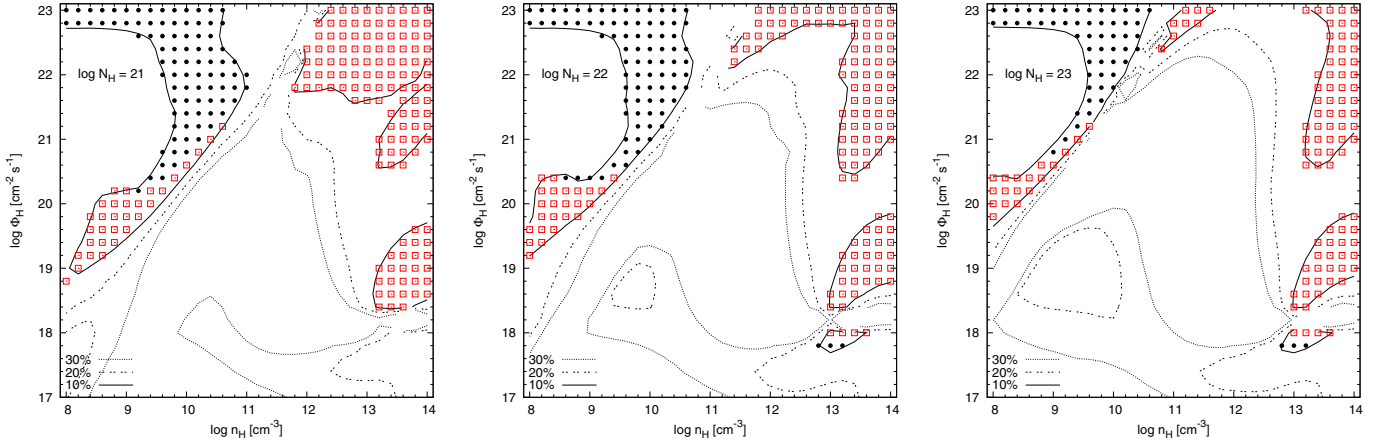 23
22
21
20
19
18
17
log Φ_H [cm⁻² s⁻¹]
log N_H = 21
30%
20%
10%
8 9 10 11 12 13 14
log n_H [cm⁻³]
23
22
21
20
19
18
17
log Φ_H [cm⁻² s⁻¹]
log N_H = 22
30%
20%
10%
8 9 10 11 12 13 14
log n_H [cm⁻³]
23
22
21
20
19
18
17
log Φ_H [cm⁻² s⁻¹]
log N_H = 23
30%
20%
10%
8 9 10 11 12 13 14
log n_H [cm⁻³]